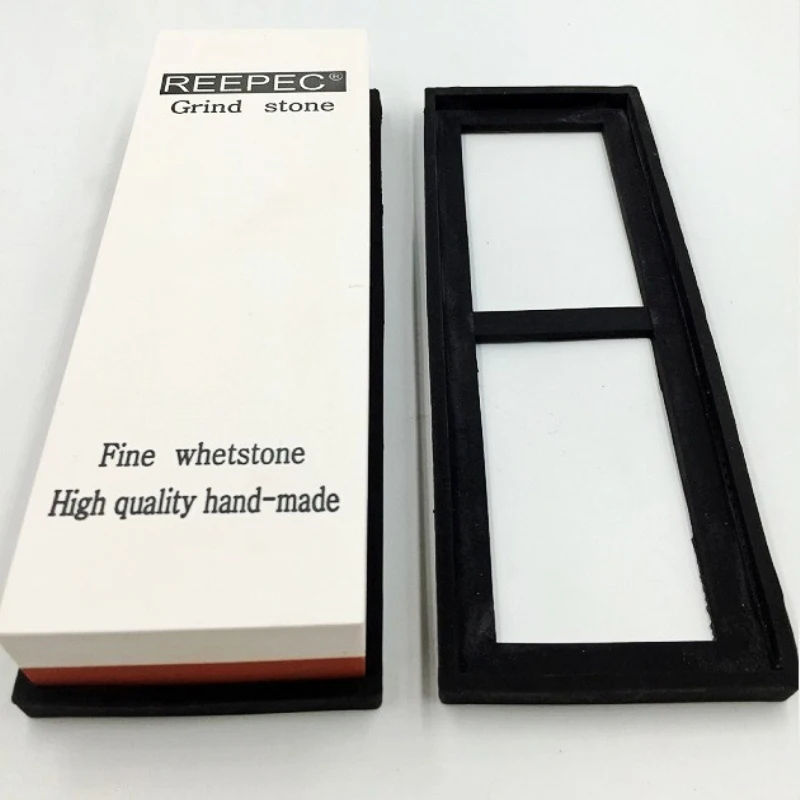 REEPEC®
Grind stone
Fine whetstone
High quality hand-made